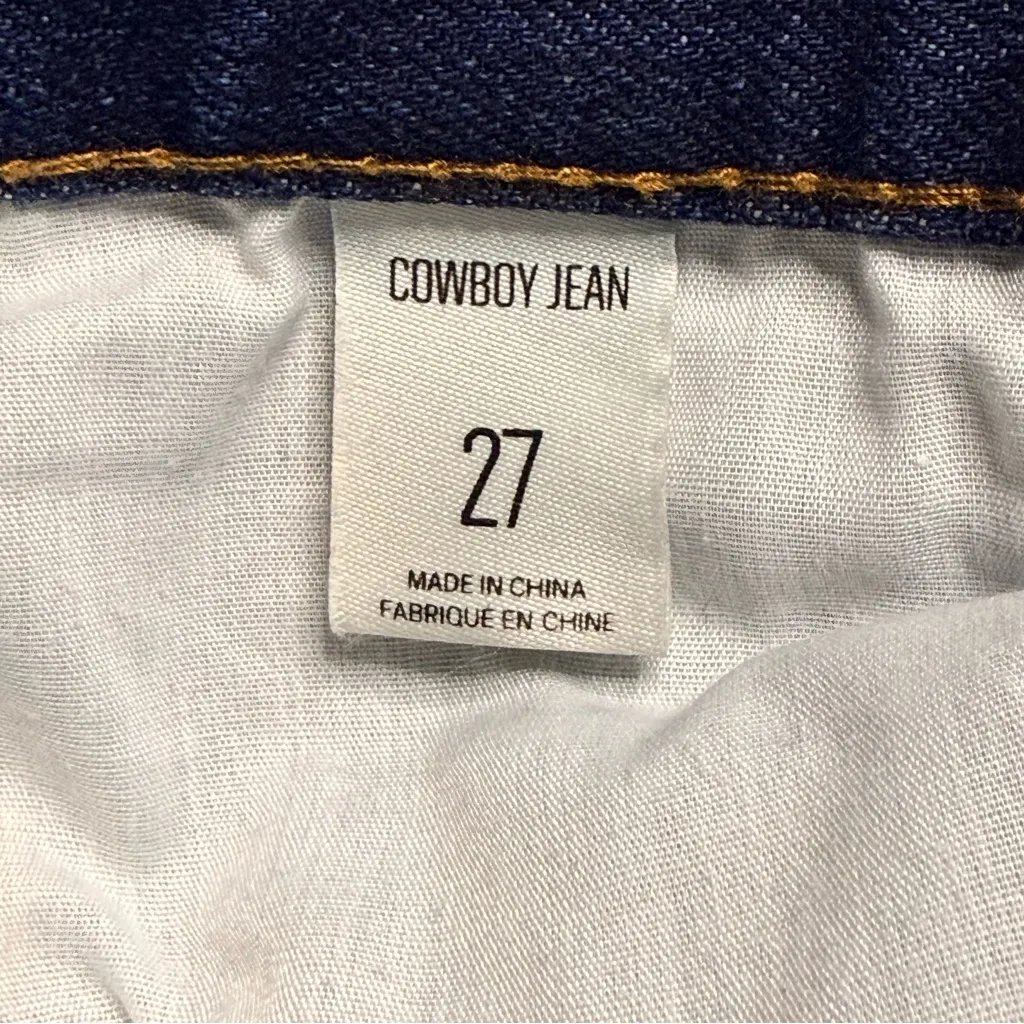 COWBOY JEAN
27
MADE IN CHINA
FABRIQUE EN CHINE